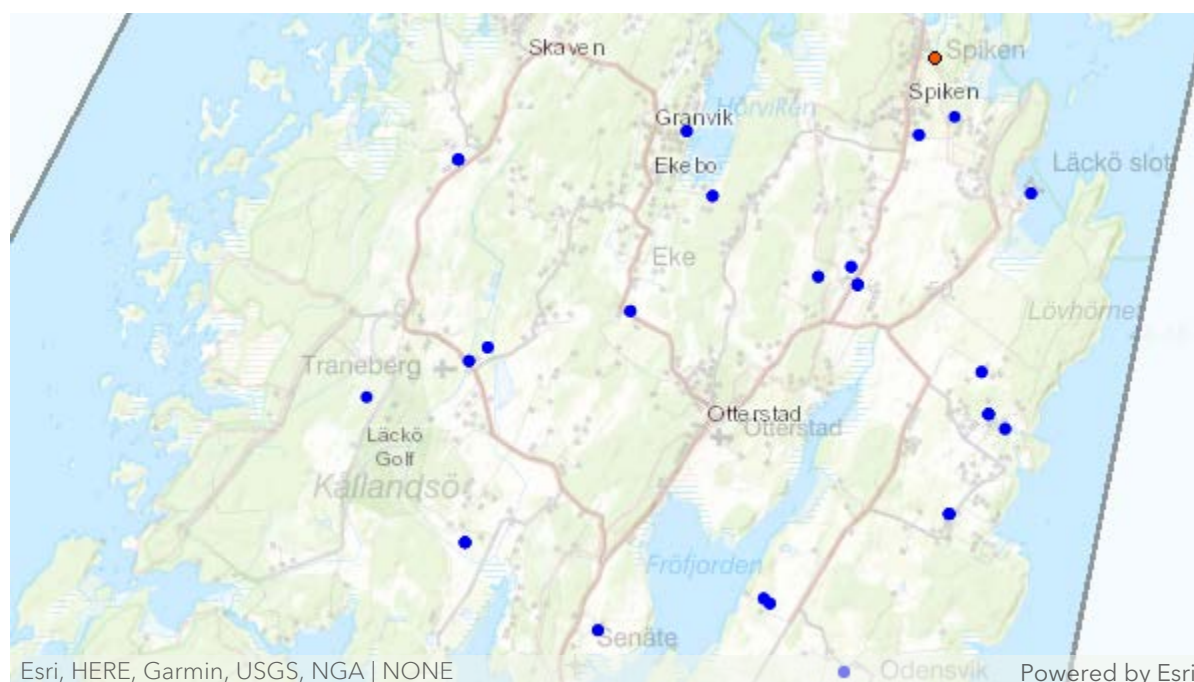 Skaven
Spiken
Spiken
Granvik
Hörviken
Ekebo
Läckö slot
Eke
Lövhörnet
Traneberg
Otterstad
Otterstad
Läckö
Golf
Kållandsö
Fröfjorden
Senäte
Odensvik
Esri, HERE, Garmin, USGS, NGA | NONE
Powered by Esri